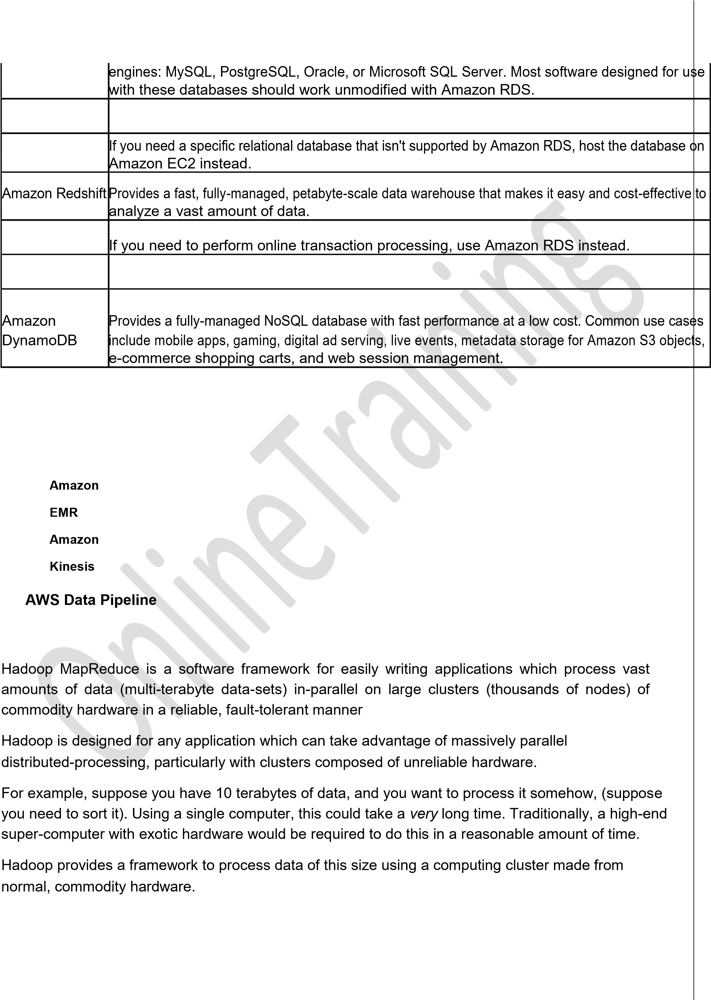 engines: MySQL, PostgreSQL, Oracle, or Microsoft SQL Server. Most software designed for use
with these databases should work unmodified with Amazon RDS.
If you need a specific relational database that isn't supported by Amazon RDS, host the database on
Amazon EC2 instead.
Amazon Redshift Provides a fast, fully-managed, petabyte-scale data warehouse that makes it easy and cost-effective to
analyze a vast amount of data.
If you need to perform online transaction processing, use Amazon RDS instead.
Amazon Provides a fully-managed NoSQL database with fast performance at a low cost. Common use cases
DynamoDB include mobile apps, gaming, digital ad serving, live events, metadata storage for Amazon S3 objects,
e-commerce shopping carts, and web session management.
OnlineTraining
Amazon
EMR
Amazon
Kinesis
AWS Data Pipeline
Hadoop MapReduce is a software framework for easily writing applications which process vast
amounts of data (multi-terabyte data-sets) in-parallel on large clusters (thousands of nodes) of
commodity hardware in a reliable, fault-tolerant manner
Hadoop is designed for any application which can take advantage of massively parallel
distributed-processing, particularly with clusters composed of unreliable hardware.
For example, suppose you have 10 terabytes of data, and you want to process it somehow, (suppose
you need to sort it). Using a single computer, this could take a very long time. Traditionally, a high-end
super-computer with exotic hardware would be required to do this in a reasonable amount of time.
Hadoop provides a framework to process data of this size using a computing cluster made from
normal, commodity hardware.